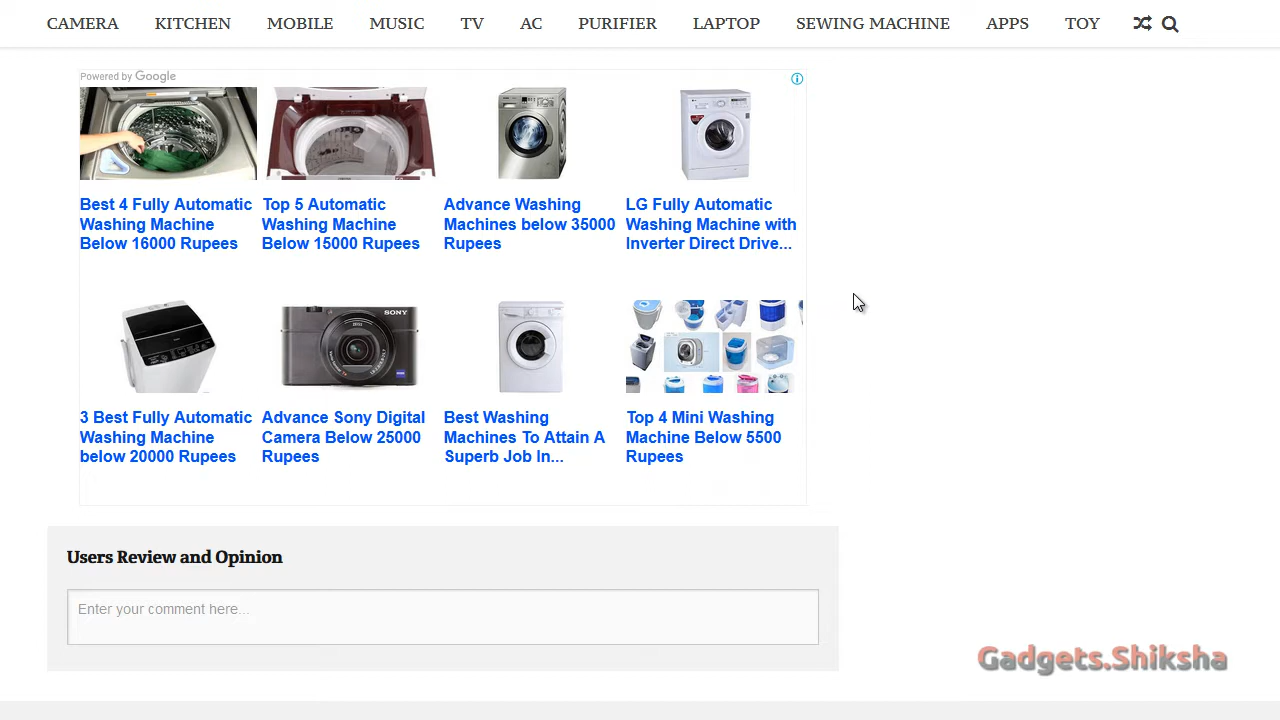 CAMERA KITCHEN MOBILE MUSIC TV AC PURIFIER LAPTOP SEWING MACHINE APPS TOY
Powered by Google
Best 4 Fully Automatic
Washing Machine
Below 16000 Rupees
Top 5 Automatic
Washing Machine
Below 15000 Rupees
Advance Washing
Machines below 35000
Rupees
LG Fully Automatic
Washing Machine with
Inverter Direct Drive...
SONY
3 Best Fully Automatic
Washing Machine
below 20000 Rupees
Advance Sony Digital
Camera Below 25000
Rupees
Best Washing
Machines To Attain A
Superb Job In...
Top 4 Mini Washing
Machine Below 5500
Rupees
Users Review and Opinion
Enter your comment here...
Gadgets.Shiksha